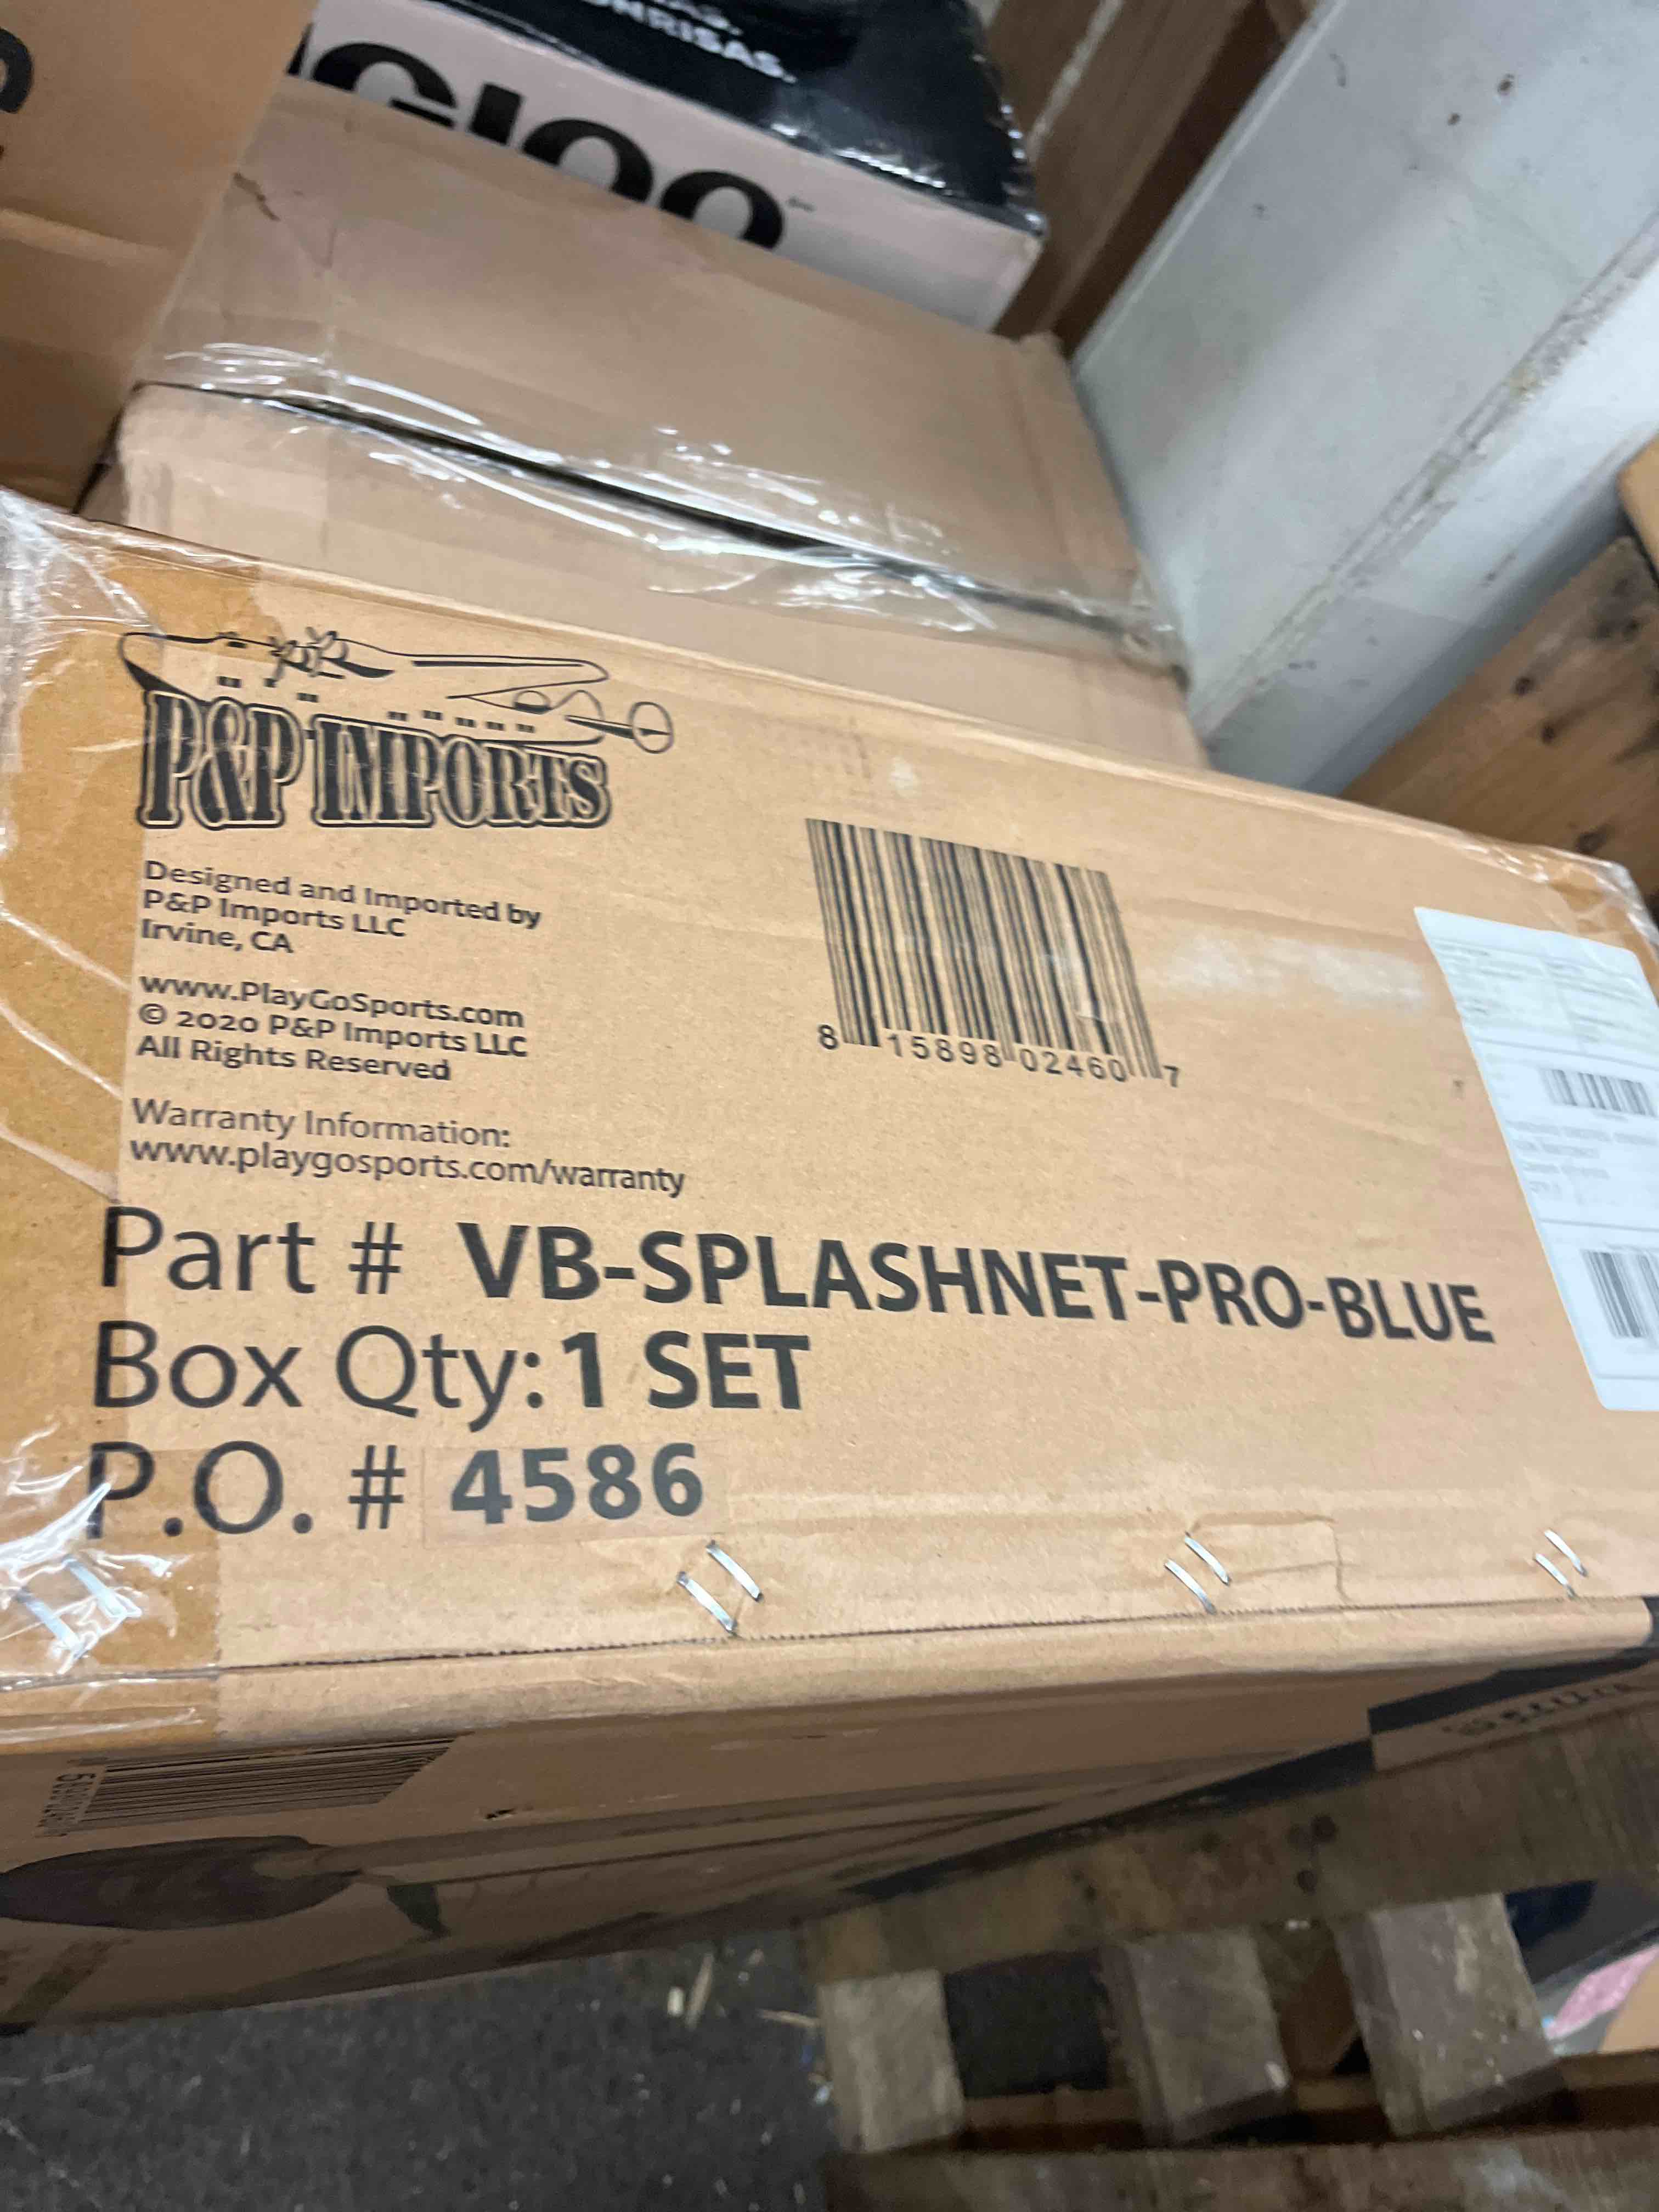 IGLOO
P&P IMPORTS
Designed and Imported by
P&P Imports LLC
Irvine, CA
www.PlayGoSports.com
© 2020 P&P Imports LLC
All Rights Reserved
Warranty Information:
www.playgosports.com/warranty
8 15898 02460 7
Part # VB-SPLASHNET-PRO-BLUE
Box Qty: 1 SET
P.O. # 4586